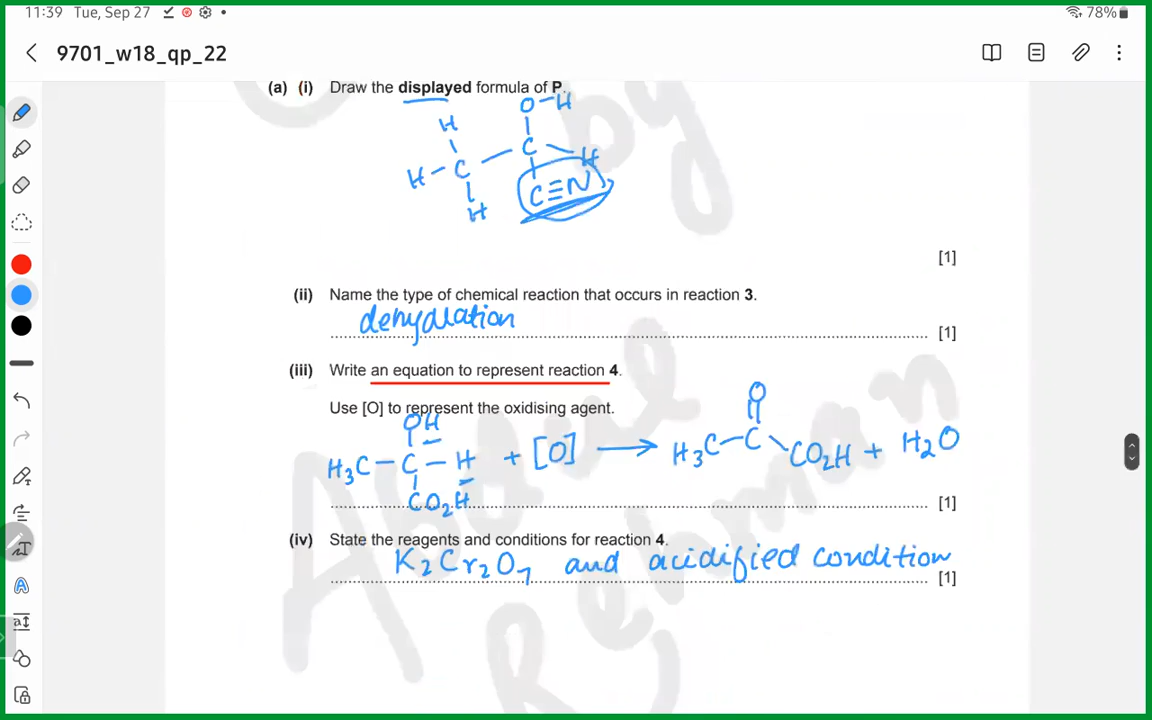 11:39 Tue, Sep 27
78%
9701_w18_qp_22
(a) (i) Draw the displayed formula of P.
O-H
H
C
H
H-C
C≡N
H
[1]
(ii) Name the type of chemical reaction that occurs in reaction 3.
dehydration
[1]
(iii) Write an equation to represent reaction 4.
Use [O] to represent the oxidising agent.
OH
O
H₃C-C-H + [O] → H₃C-C CO₂H + H₂O
CO₂H
[1]
(iv) State the reagents and conditions for reaction 4.
K₂Cr₂O₇ and acidified condition
[1]
by
Abdul
Rehman